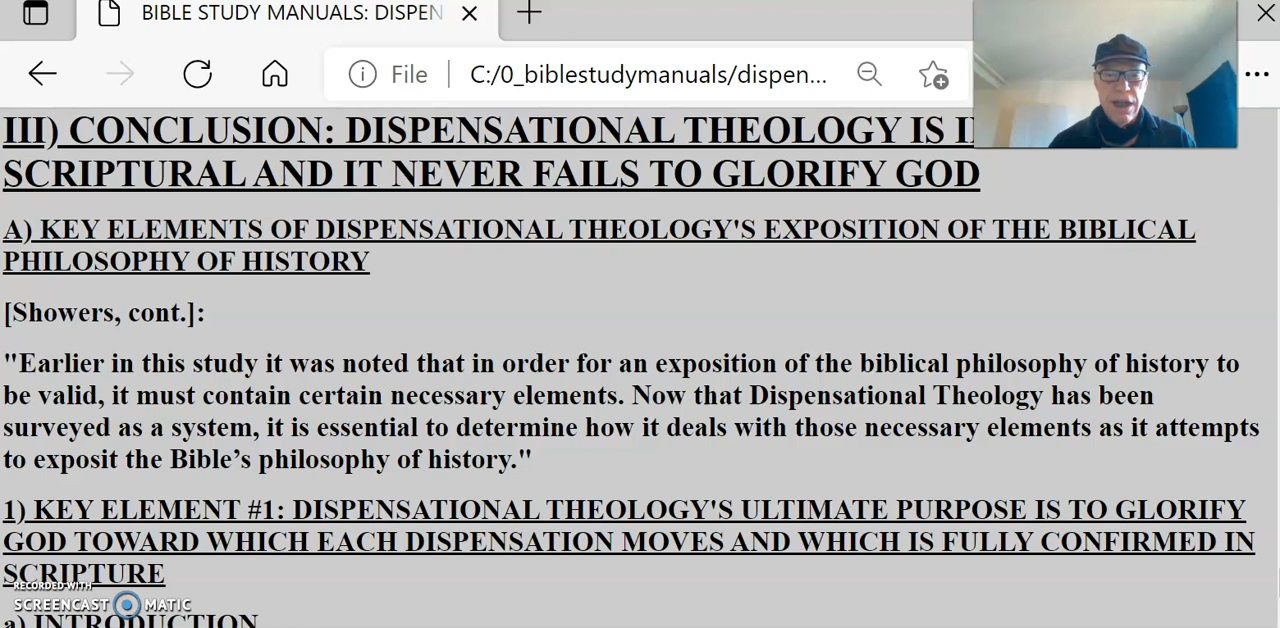 BIBLE STUDY MANUALS: DISPEN
File
C:/0_biblestudymanuals/dispen...
III) CONCLUSION: DISPENSATIONAL THEOLOGY IS
SCRIPTURAL AND IT NEVER FAILS TO GLORIFY GOD
A) KEY ELEMENTS OF DISPENSATIONAL THEOLOGY'S EXPOSITION OF THE BIBLICAL
PHILOSOPHY OF HISTORY
[Showers, cont.]:
"Earlier in this study it was noted that in order for an exposition of the biblical philosophy of history to
be valid, it must contain certain necessary elements. Now that Dispensational Theology has been
surveyed as a system, it is essential to determine how it deals with those necessary elements as it attempts
to exposit the Bible’s philosophy of history."
1) KEY ELEMENT #1: DISPENSATIONAL THEOLOGY'S ULTIMATE PURPOSE IS TO GLORIFY
GOD TOWARD WHICH EACH DISPENSATION MOVES AND WHICH IS FULLY CONFIRMED IN
SCRIPTURE
RECORDED WITH
SCREENCAST MATIC
a) INTRODUCTION